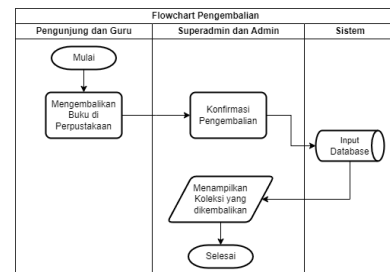 Flowchart Pengembalian
Pengunjung dan Guru
Superadmin dan Admin
Sistem
Mulai
Mengembalikan
Buku di
Perpustakaan
Konfirmasi
Pengembalian
Input
Database
Menampilkan
Koleksi yang
dikembalikan
Selesai